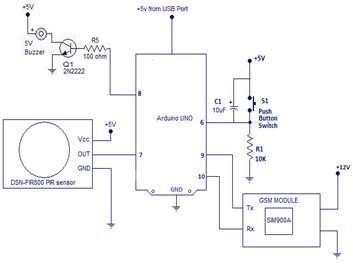 +5V
+5v from USB Port
5V
Buzzer
R5
100 ohm
Q1
2N2222
+5V
8
C1
10uF
S1
Push
Button
Switch
Arduino UNO
6
+5V
Vcc
OUT
GND
7
R1
10K
9
10
DSN-FIR800 PIR sensor
GND
+12V
GSM MODULE
SIM900A
Tx
Rx